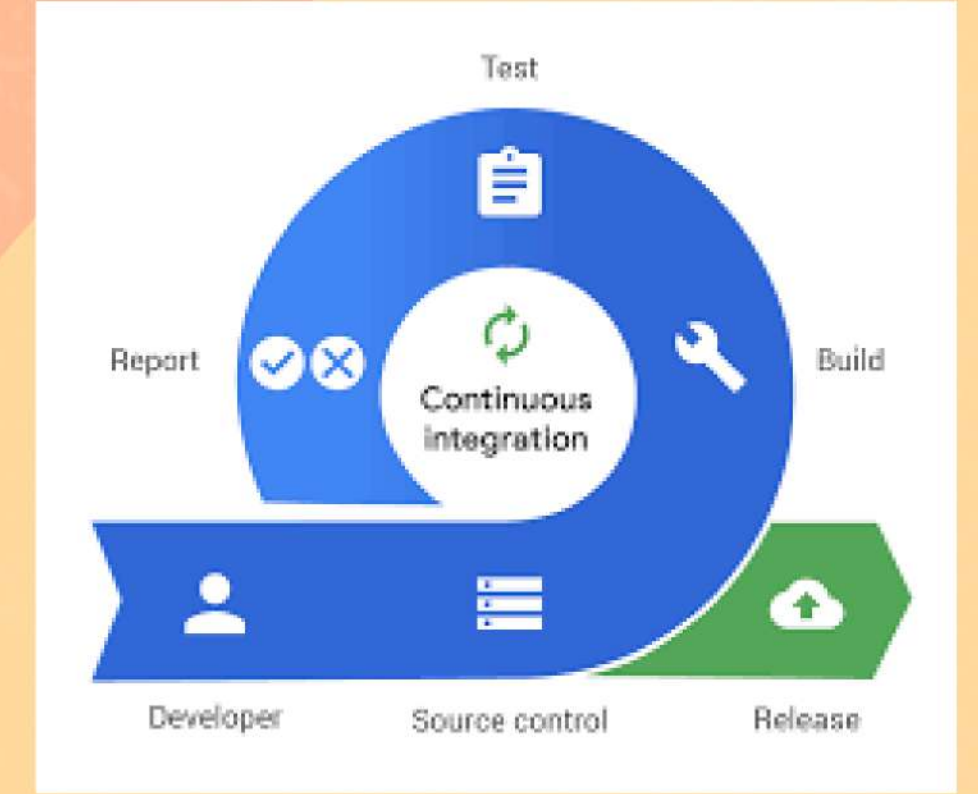 Test
Report
Build
Continuous
integration
Developer
Source control
Release